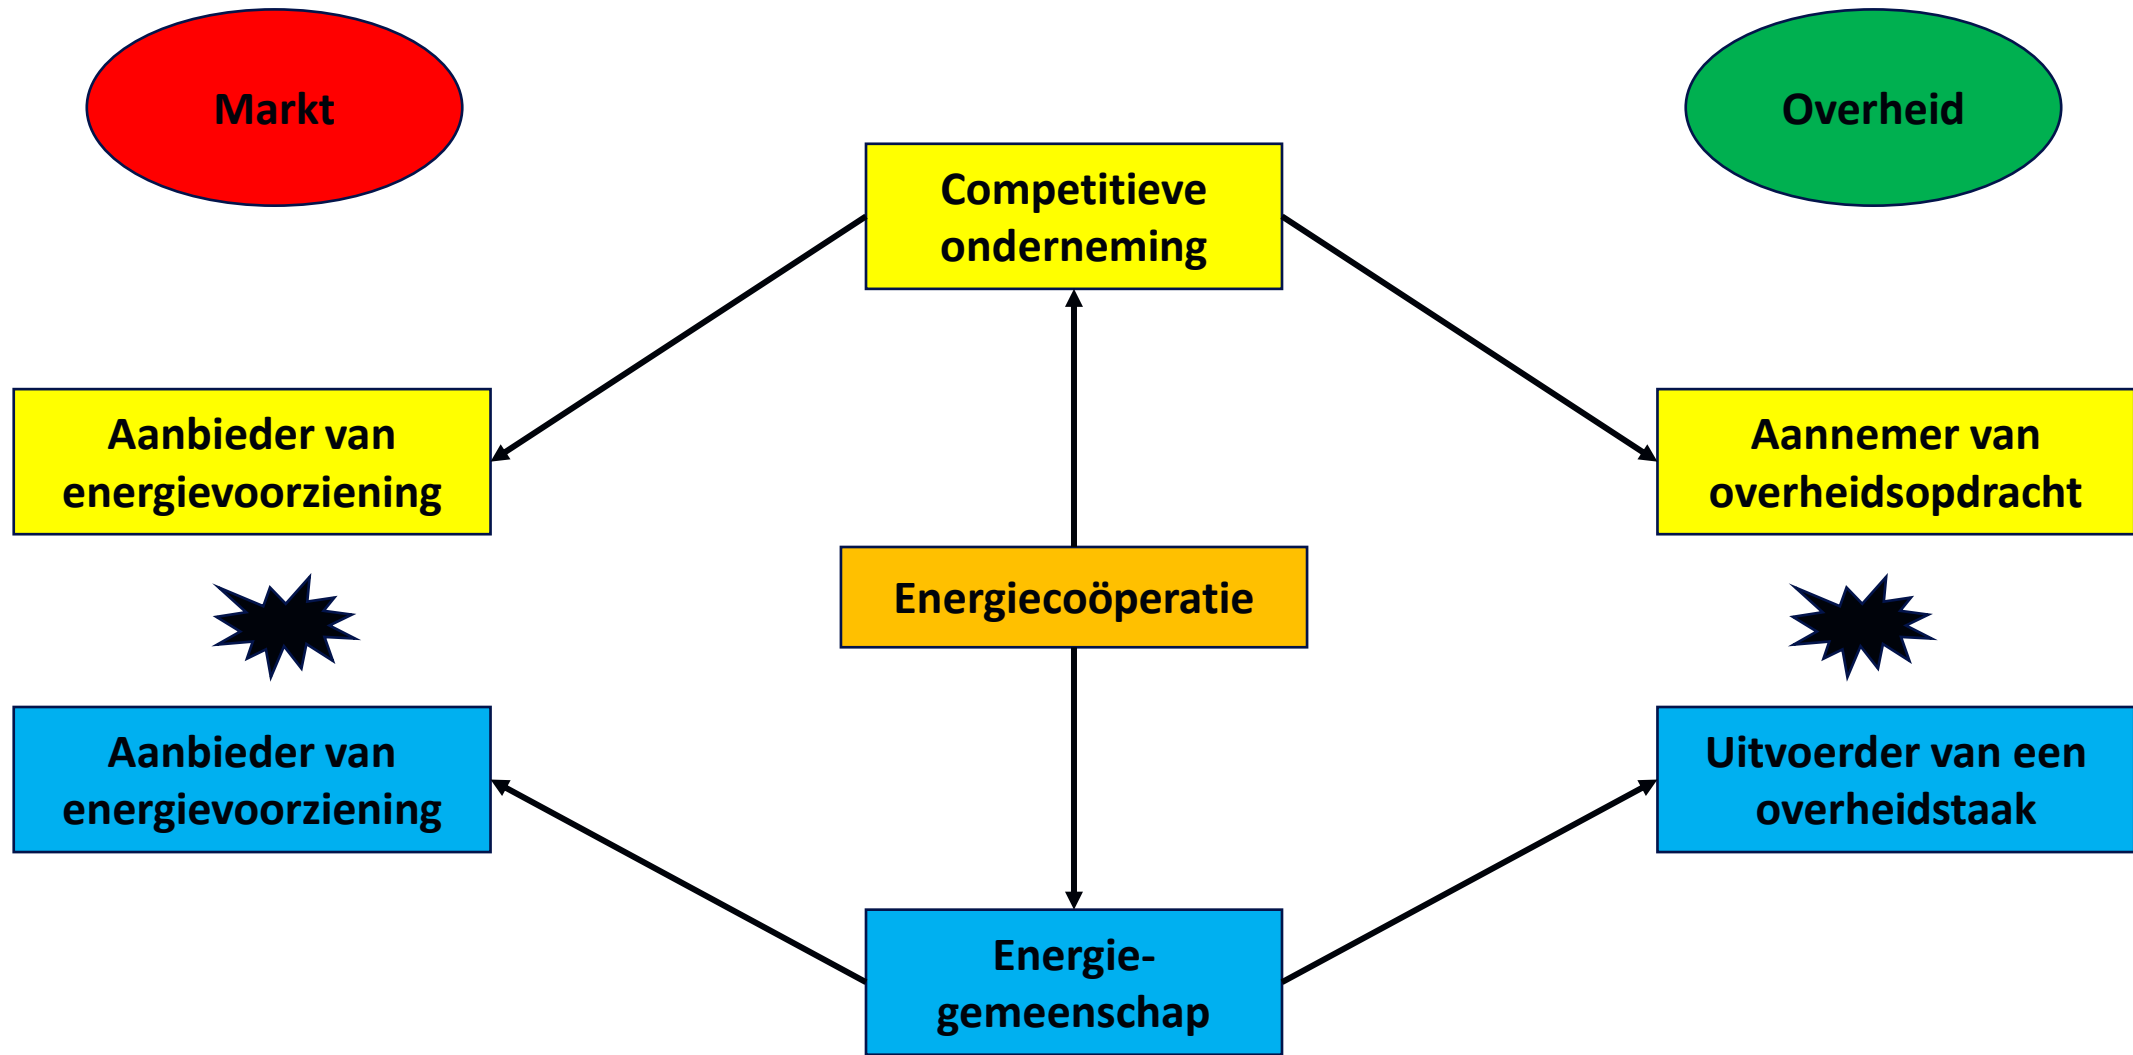 Markt
Overheid
Competitieve
onderneming
Aanbieder van
energievoorziening
Aannemer van
overheidsopdracht
Energiecoöperatie
Aanbieder van
energievoorziening
Uitvoerder van een
overheidstaak
Energie-
gemeenschap